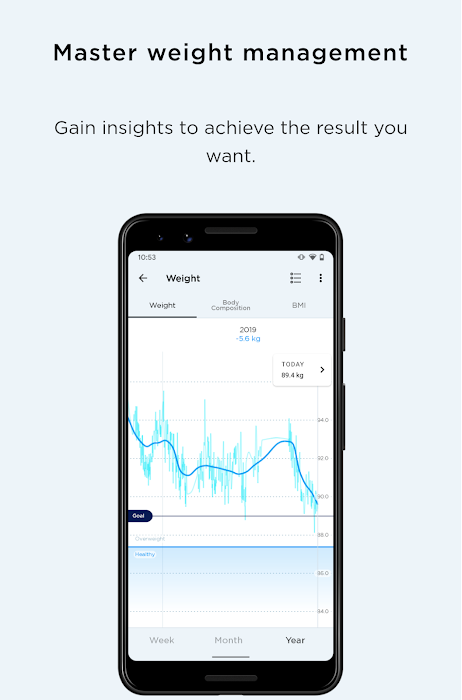 Master weight management
Gain insights to achieve the result you
want.
10:53
Weight
Weight
Body
Composition
BMI
2019
-5.6 kg
TODAY
89.4 kg
94.0
92.0
90.0
Goal
88.0
Overweight
Healthy
86.0
84.0
Week
Month
Year